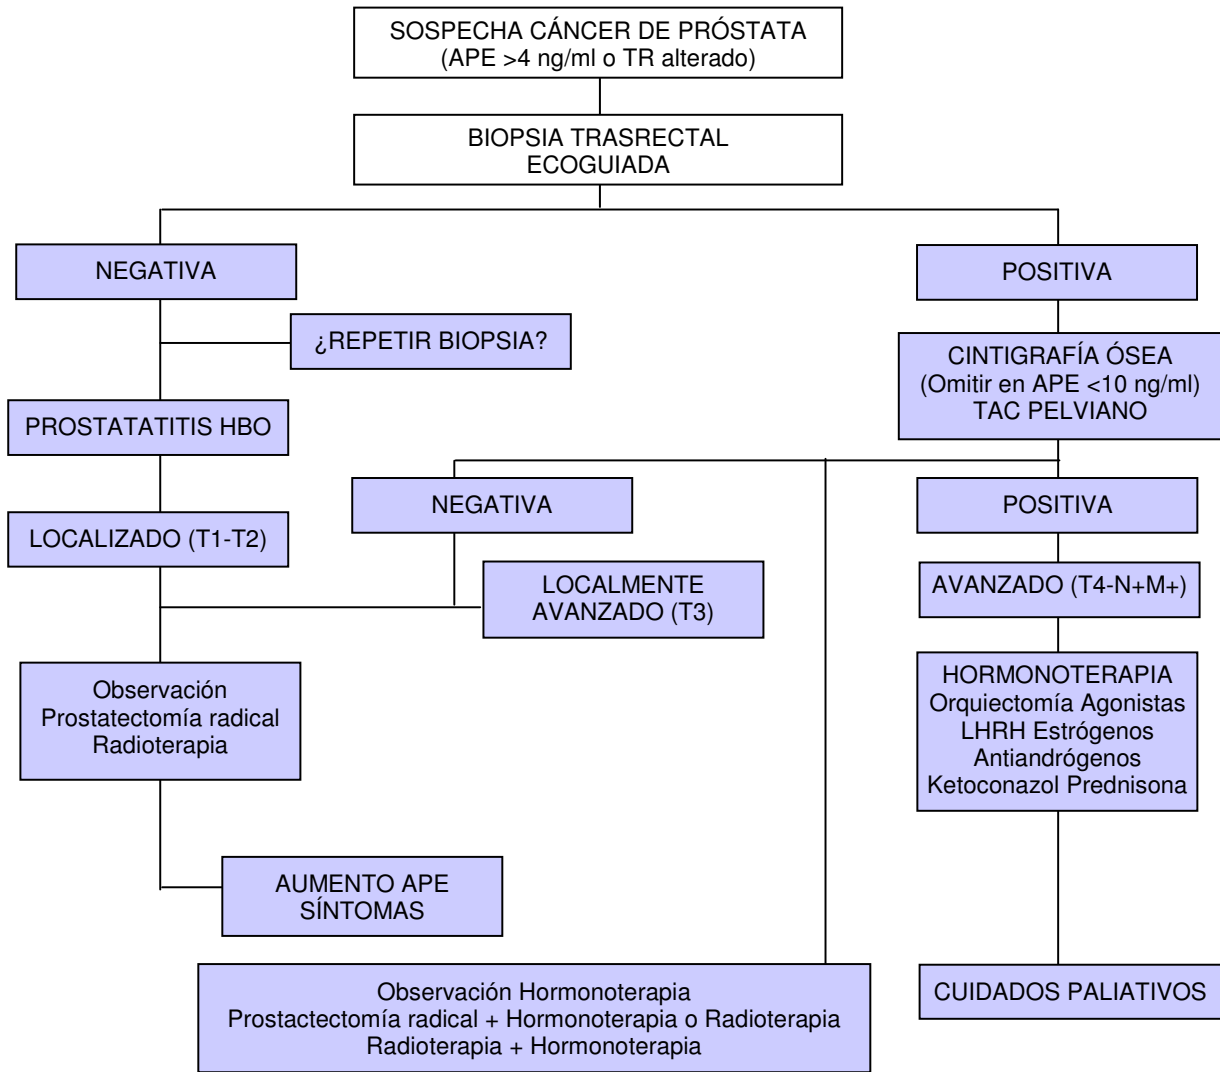 SOSPECHA CÁNCER DE PRÓSTATA
(APE >4 ng/ml o TR alterado)
BIOPSIA TRASRECTAL
ECOGUIADA
NEGATIVA
POSITIVA
¿REPETIR BIOPSIA?
CINTIGRAFÍA ÓSEA
(Omitir en APE <10 ng/ml)
TAC PELVIANO
PROSTATATITIS HBO
NEGATIVA
POSITIVA
LOCALIZADO (T1-T2)
LOCALMENTE
AVANZADO (T3)
AVANZADO (T4-N+M+)
Observación
Prostatectomía radical
Radioterapia
HORMONOTERAPIA
Orquiectomía Agonistas
LHRH Estrógenos
Antiandrógenos
Ketoconazol Prednisona
AUMENTO APE
SÍNTOMAS
Observación Hormonoterapia
Prostactectomía radical + Hormonoterapia o Radioterapia
Radioterapia + Hormonoterapia
CUIDADOS PALIATIVOS